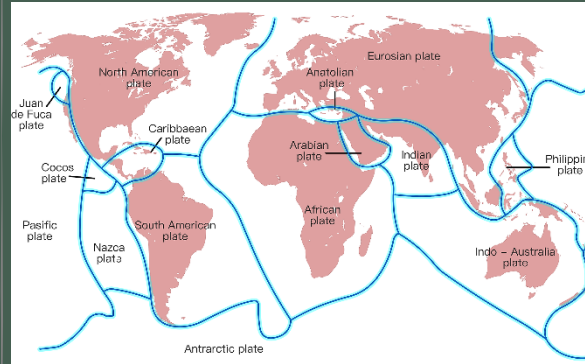 Eurosian plate
North American
plate
Anatolian
plate
Juan
de Fuca
plate
Caribbaean
plate
Arabian
plate
Indian
plate
Philippin
plate
Cocos
plate
African
plate
Pasific
plate
South American
plate
Nazca
plate
Indo – Australia
plate
Antrarctic plate